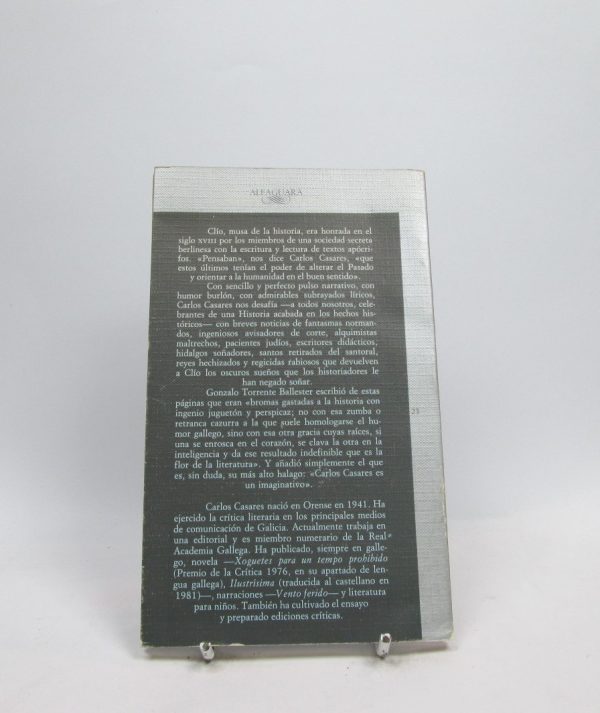 ALFAGUARA
Clío, musa de la historia, era honrada en el
siglo XVIII por los miembros de una sociedad secreta
berlinesa con la escritura y lectura de textos apócri-
fos. «Pensaban», nos dice Carlos Casares, «que
estos últimos tenían el poder de alterar el Pasado
y orientar a la humanidad en el buen sentido».
Con sencillo y perfecto pulso narrativo, con
humor burlón, con admirables subrayados líricos,
Carlos Casares nos desafía —a todos nosotros, cele-
brantes de una Historia acabada en los hechos his-
tóricos— con breves noticias de fantasmas norman-
dos, ingeniosos avisadores de corte, alquimistas
maltrechos, pacientes judíos, escritores didácticos,
hidalgos soñadores, santos retirados del santoral,
reyes hechizados y regicidas rabiosos que devuelven
a Clío los oscuros sueños que los historiadores le
han negado soñar.
Gonzalo Torrente Ballester escribió de estas
páginas que eran «bromas gastadas a la historia con
ingenio juguetón y perspicaz; no con esa zumba o
retranca cazurra a la que suele homologarse el hu-
mor gallego, sino con esa otra gracia cuyas raíces, si
una se enrosca en el corazón, se clava la otra en la
inteligencia y da ese resultado indefinible que es la
flor de la literatura». Y añadió simplemente el que
es, sin duda, su más alto halago: «Carlos Casares es
un imaginativo».
Carlos Casares nació en Orense en 1941. Ha
ejercido la crítica literaria en los principales medios
de comunicación de Galicia. Actualmente trabaja en
una editorial y es miembro numerario de la Real
Academia Gallega. Ha publicado, siempre en galle-
go, novela —Xoguetes para un tempo prohibido
(Premio de la Crítica 1976, en su apartado de len-
gua gallega), Ilustrísima (traducida al castellano en
1981)—, narraciones —Vento ferido— y literatura
para niños. También ha cultivado el ensayo
y preparado ediciones críticas.
23